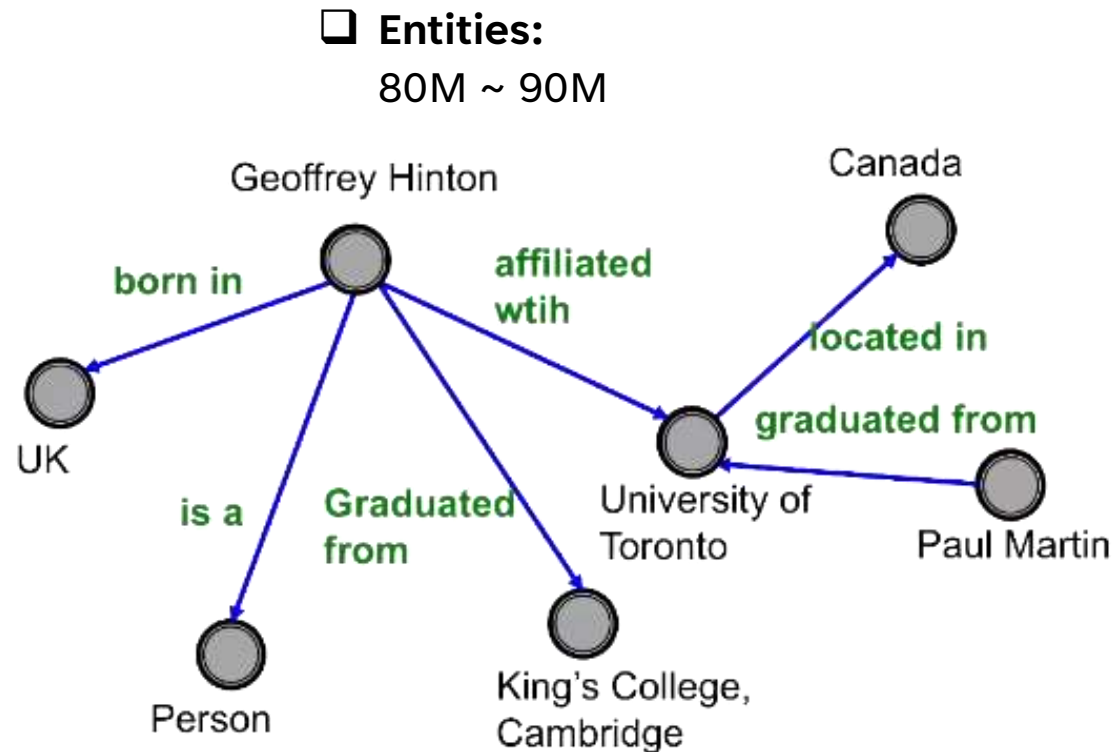 ❑ Entities:
80M ~ 90M
Geoffrey Hinton
Canada
born in
affiliated
wtih
located in
graduated from
UK
is a
Graduated
from
University of
Toronto
Paul Martin
Person
King's College,
Cambridge